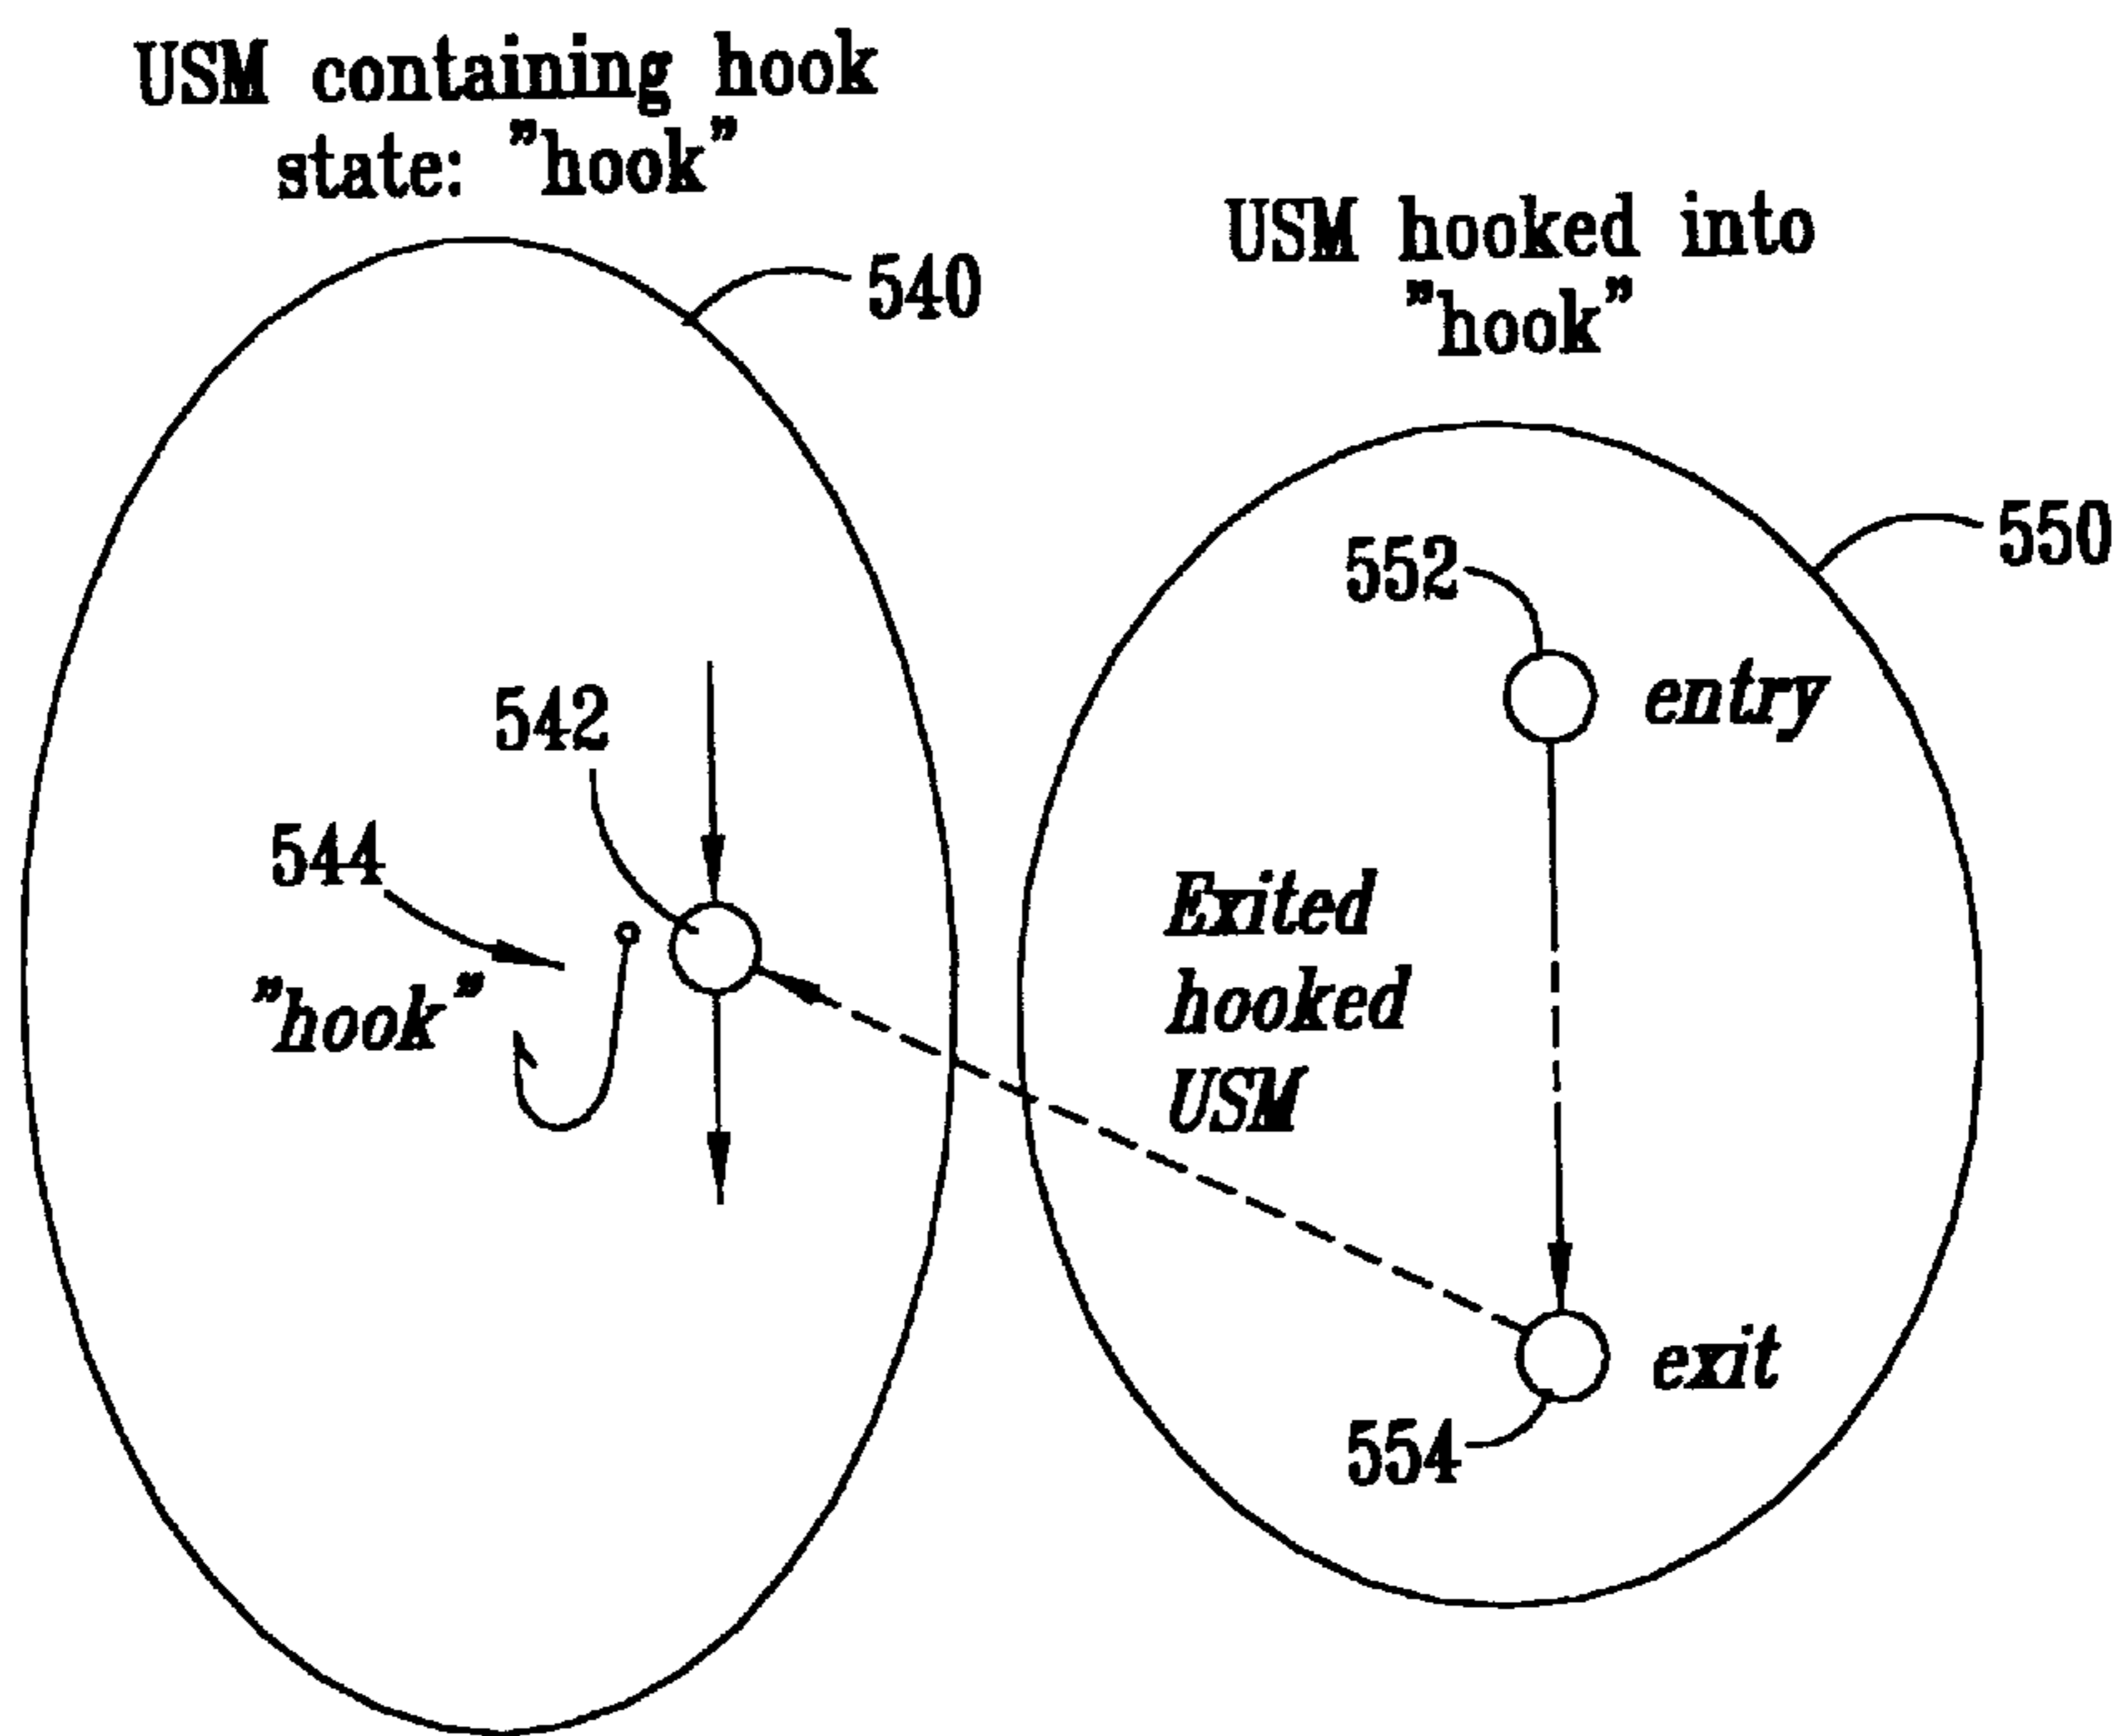 USM containing hook
state: ”hook”
540
USM hooked into
”hook”
550
552
entry
542
544
”hook”
Exited
hooked
USM
exit
554